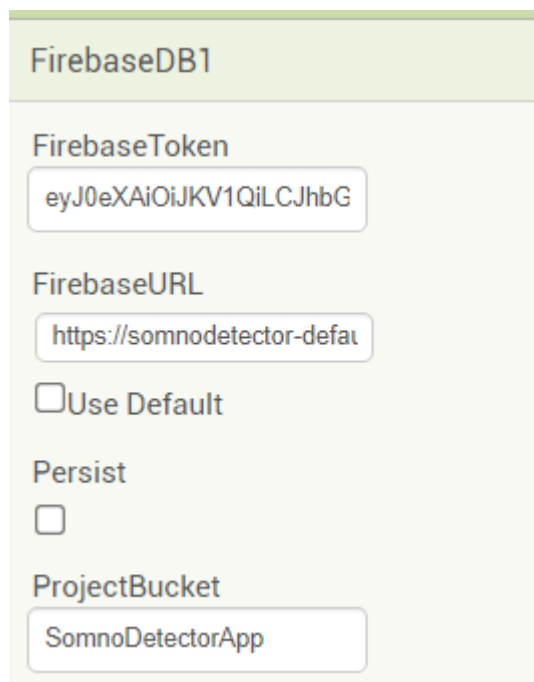 FirebaseDB1
FirebaseToken
eyJ0eXAiOiJKV1QiLCJhbG
FirebaseURL
https://somnodetector-defau
Use Default
Persist
ProjectBucket
SomnoDetectorApp